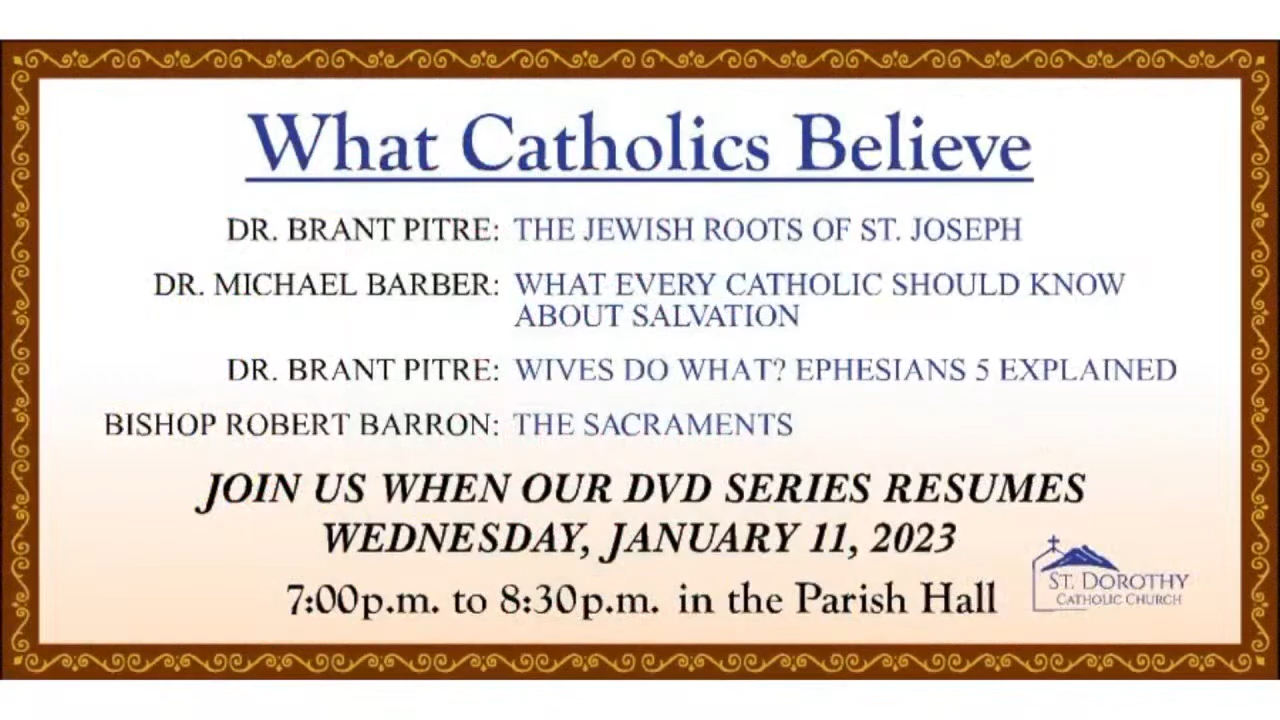 What Catholics Believe
DR. BRANT PITRE: THE JEWISH ROOTS OF ST. JOSEPH
DR. MICHAEL BARBER: WHAT EVERY CATHOLIC SHOULD KNOW
ABOUT SALVATION
DR. BRANT PITRE: WIVES DO WHAT? EPHESIANS 5 EXPLAINED
BISHOP ROBERT BARRON: THE SACRAMENTS
JOIN US WHEN OUR DVD SERIES RESUMES
WEDNESDAY, JANUARY 11, 2023
7:00p.m. to 8:30p.m. in the Parish Hall
ST. DOROTHY
CATHOLIC CHURCH